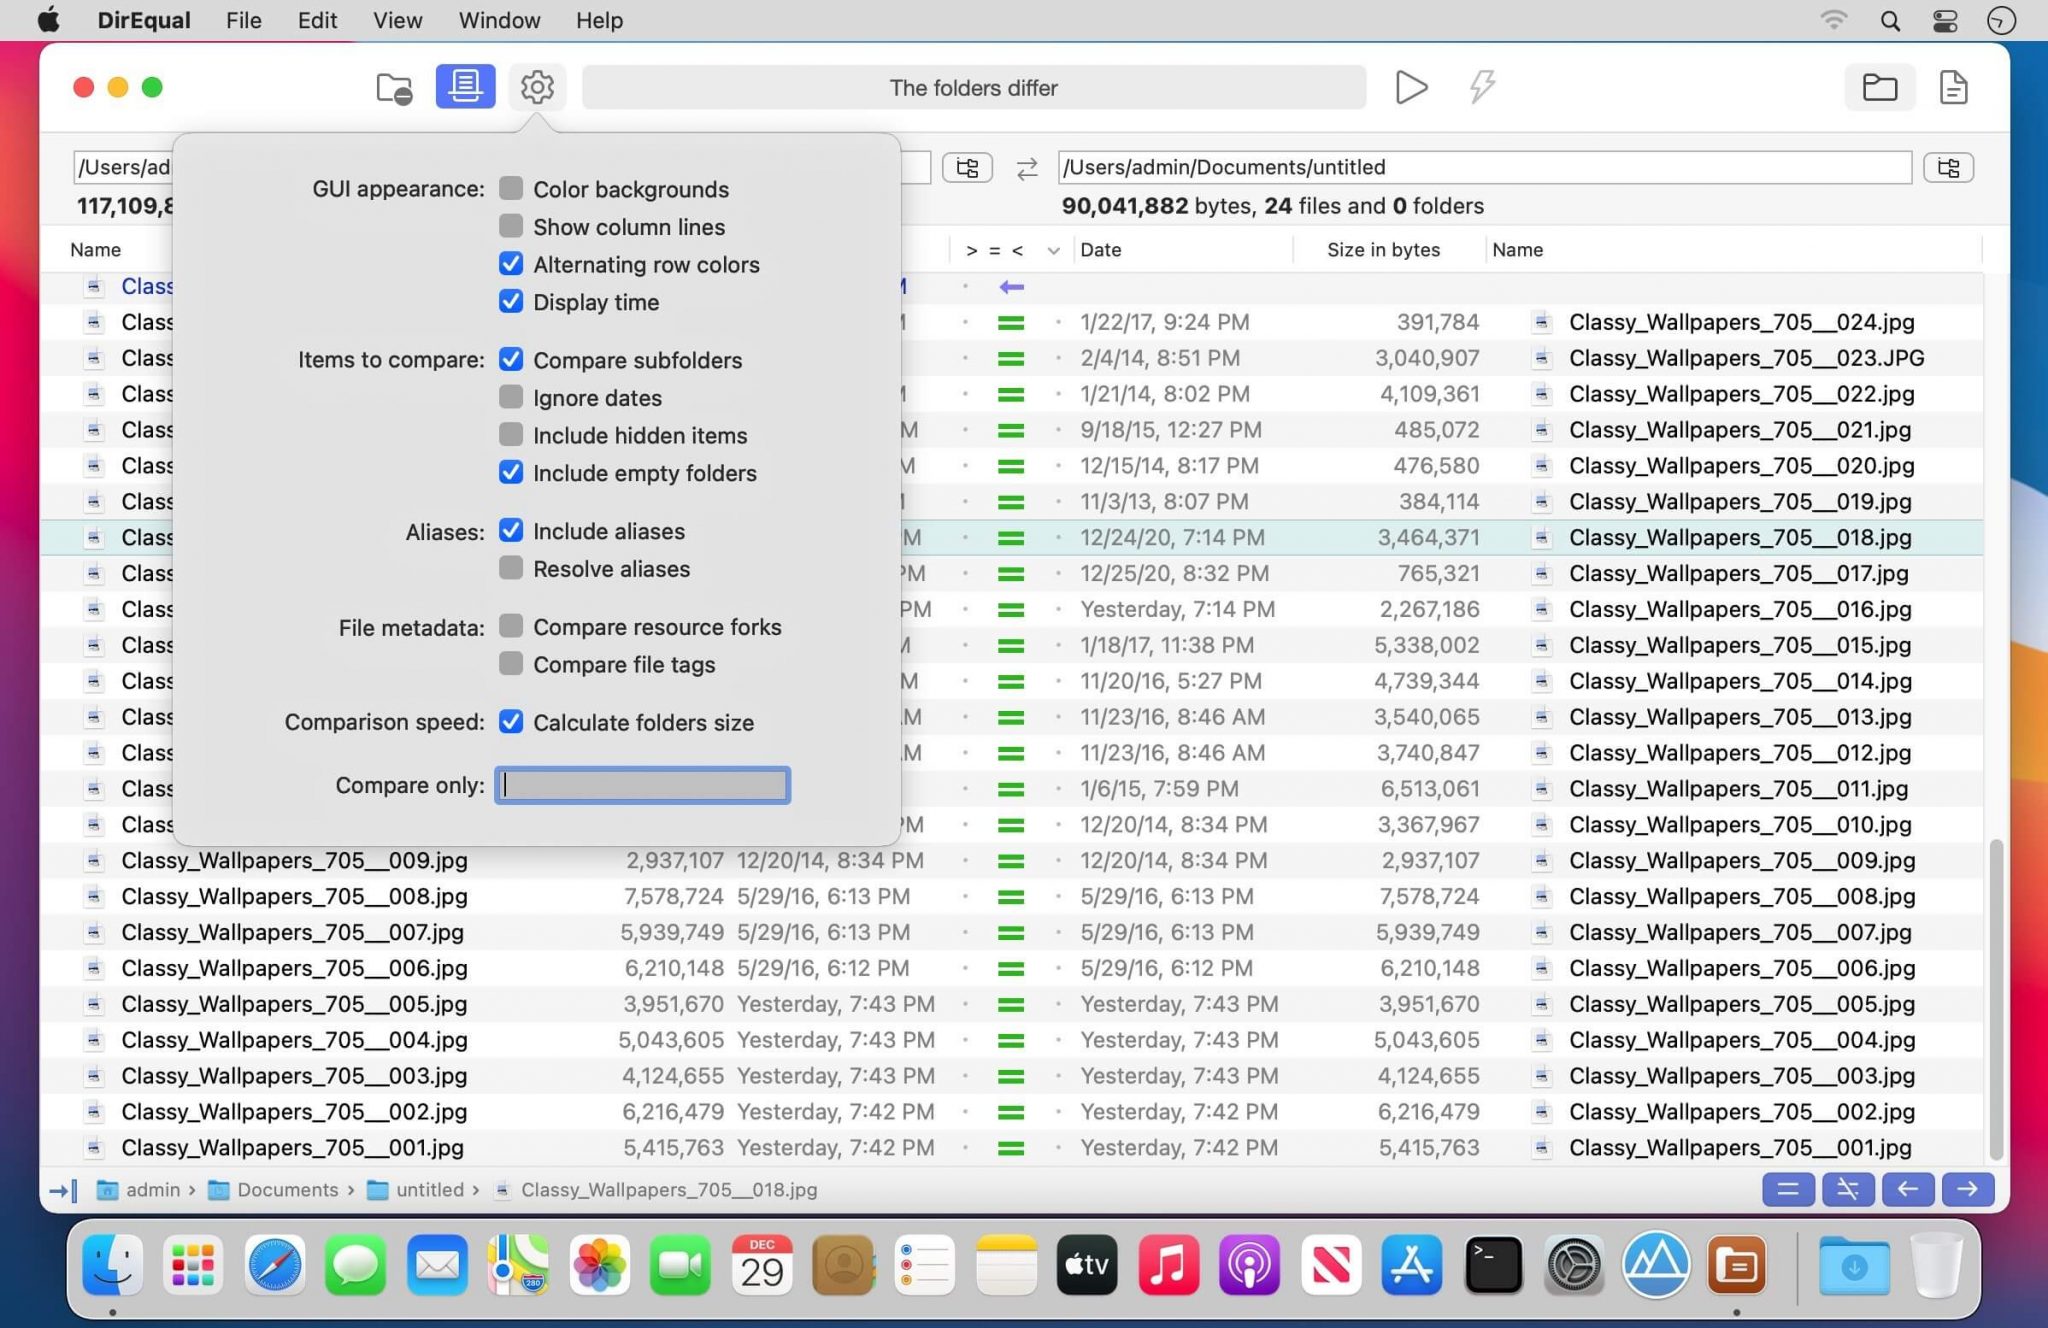 DirEqual File Edit View Window Help
The folders differ
/Users/ad /Users/admin/Documents/untitled
117,109,8 90,041,882 bytes, 24 files and 0 folders
Name > = < Date Size in bytes Name
GUI appearance: Color backgrounds
Show column lines
Alternating row colors
Display time
Items to compare: Compare subfolders
Ignore dates
Include hidden items
Include empty folders
Aliases: Include aliases
Resolve aliases
File metadata: Compare resource forks
Compare file tags
Comparison speed: Calculate folders size
Compare only:
Clas
Class 1/22/17, 9:24 PM 391,784 Classy_Wallpapers_705__024.jpg
Class 2/4/14, 8:51 PM 3,040,907 Classy_Wallpapers_705__023.JPG
Class 1/21/14, 8:02 PM 4,109,361 Classy_Wallpapers_705__022.jpg
Class M 9/18/15, 12:27 PM 485,072 Classy_Wallpapers_705__021.jpg
Class M 12/15/14, 8:17 PM 476,580 Classy_Wallpapers_705__020.jpg
Class 11/3/13, 8:07 PM 384,114 Classy_Wallpapers_705__019.jpg
Class M 12/24/20, 7:14 PM 3,464,371 Classy_Wallpapers_705__018.jpg
Class PM 12/25/20, 8:32 PM 765,321 Classy_Wallpapers_705__017.jpg
Class PM Yesterday, 7:14 PM 2,267,186 Classy_Wallpapers_705__016.jpg
Class 1/18/17, 11:38 PM 5,338,002 Classy_Wallpapers_705__015.jpg
Class M 11/20/16, 5:27 PM 4,739,344 Classy_Wallpapers_705__014.jpg
Class M 11/23/16, 8:46 AM 3,540,065 Classy_Wallpapers_705__013.jpg
Class M 11/23/16, 8:46 AM 3,740,847 Classy_Wallpapers_705__012.jpg
Class 1/6/15, 7:59 PM 6,513,061 Classy_Wallpapers_705__011.jpg
Class PM 12/20/14, 8:34 PM 3,367,967 Classy_Wallpapers_705__010.jpg
Classy_Wallpapers_705__009.jpg 2,937,107 12/20/14, 8:34 PM 12/20/14, 8:34 PM 2,937,107 Classy_Wallpapers_705__009.jpg
Classy_Wallpapers_705__008.jpg 7,578,724 5/29/16, 6:13 PM 5/29/16, 6:13 PM 7,578,724 Classy_Wallpapers_705__008.jpg
Classy_Wallpapers_705__007.jpg 5,939,749 5/29/16, 6:13 PM 5/29/16, 6:13 PM 5,939,749 Classy_Wallpapers_705__007.jpg
Classy_Wallpapers_705__006.jpg 6,210,148 5/29/16, 6:12 PM 5/29/16, 6:12 PM 6,210,148 Classy_Wallpapers_705__006.jpg
Classy_Wallpapers_705__005.jpg 3,951,670 Yesterday, 7:43 PM Yesterday, 7:43 PM 3,951,670 Classy_Wallpapers_705__005.jpg
Classy_Wallpapers_705__004.jpg 5,043,605 Yesterday, 7:43 PM Yesterday, 7:43 PM 5,043,605 Classy_Wallpapers_705__004.jpg
Classy_Wallpapers_705__003.jpg 4,124,655 Yesterday, 7:43 PM Yesterday, 7:43 PM 4,124,655 Classy_Wallpapers_705__003.jpg
Classy_Wallpapers_705__002.jpg 6,216,479 Yesterday, 7:42 PM Yesterday, 7:42 PM 6,216,479 Classy_Wallpapers_705__002.jpg
Classy_Wallpapers_705__001.jpg 5,415,763 Yesterday, 7:42 PM Yesterday, 7:42 PM 5,415,763 Classy_Wallpapers_705__001.jpg
admin > Documents > untitled > Classy_Wallpapers_705__018.jpg
280
DEC
29
tv
>_